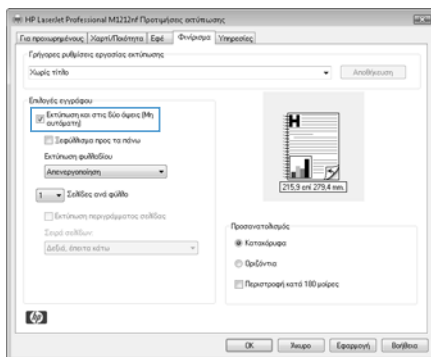 HP LaserJet Professional M1212nf Προτιμήσεις εκτύπωσης
Για προχωρημένους Χαρτί/Ποιότητα Εφέ Φινίρισμα Υπηρεσίες
Γρήγορες ρυθμίσεις εργασίας εκτύπωσης
Χωρίς τίτλο
Αποθήκευση
Επιλογές εγγράφου
Εκτύπωση και στις δύο όψεις (Μη
αυτόματη)
Ξεφύλλισμα προς τα πάνω
Εκτύπωση φυλλαδίου
Απενεργοποίηση
1 Σελίδες ανά φύλλο
Εκτύπωση περιγράμματος σελίδας
Σειρά σελίδων:
Δεξιά, έπειτα κάτω
H
215,9 επί 279,4 mm.
Προσανατολισμός
Κατακόρυφα
Οριζόντια
Περιστροφή κατά 180 μοίρες
hp
OK Άκυρο Εφαρμογή Βοήθεια